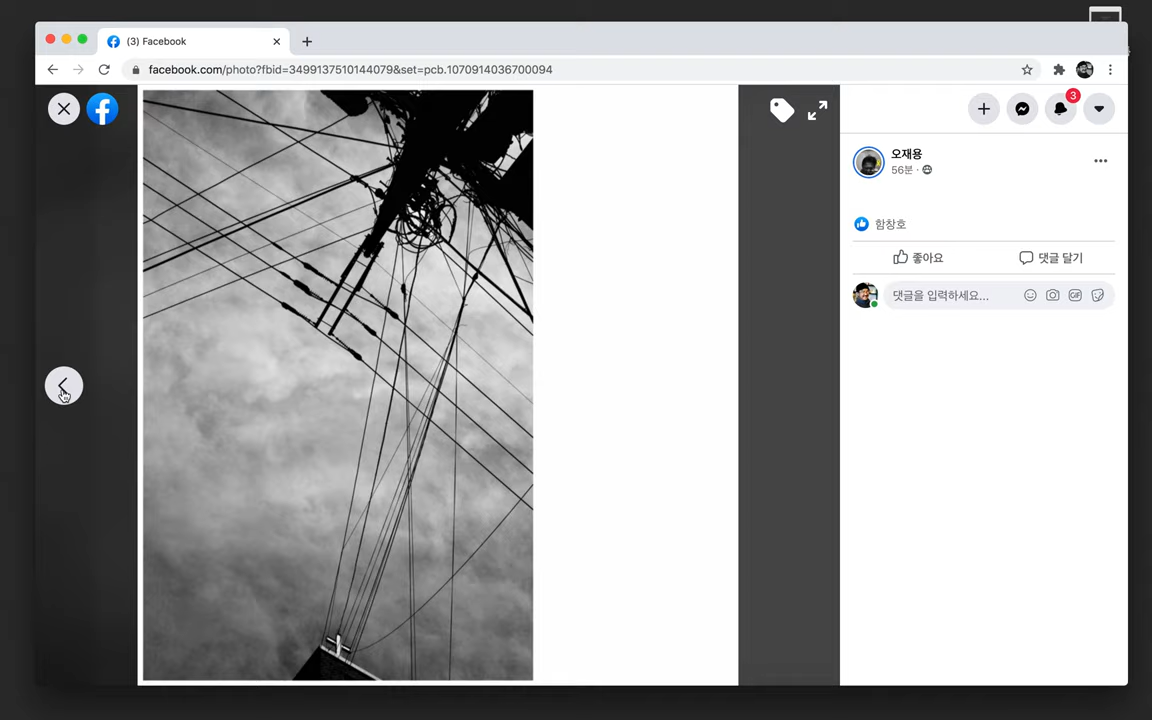 (3) Facebook
facebook.com/photo?fbid=3499137510144079&set=pcb.1070914036700094
3
오재용
56분 ·
함창호
좋아요
댓글 달기
댓글을 입력하세요...
GIF